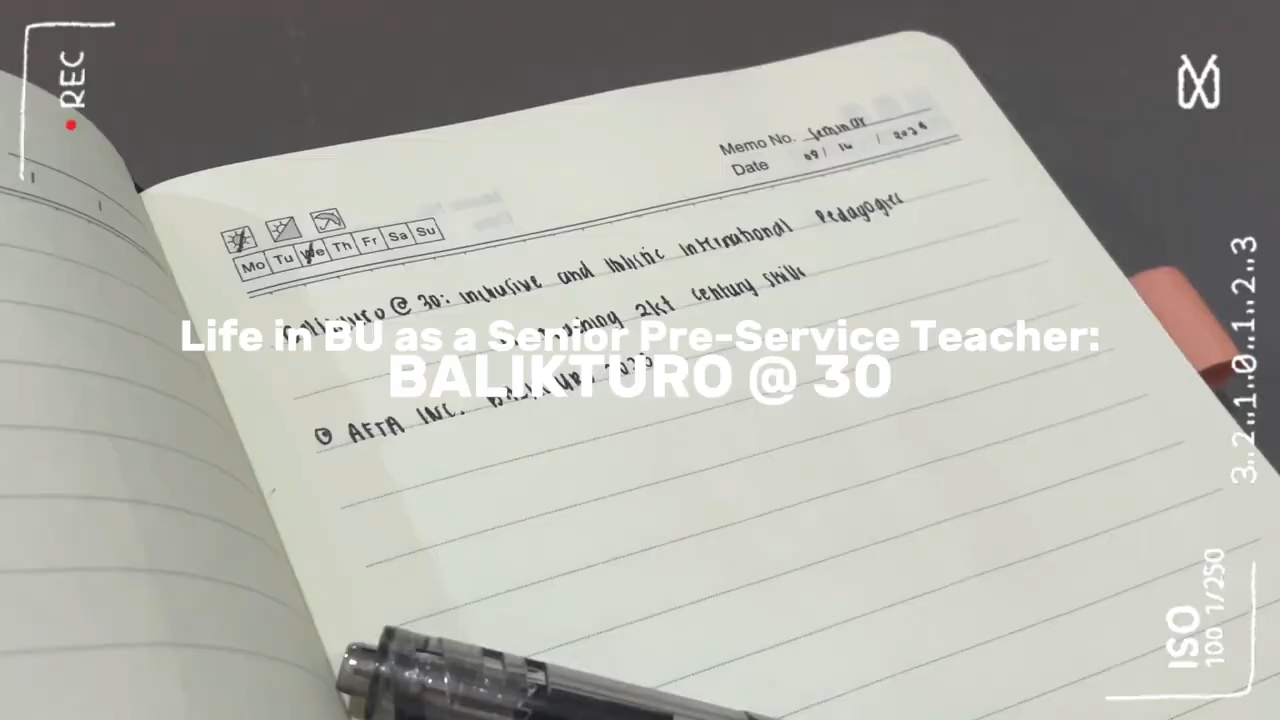 REC
Memo No. Seminar
Date 09 / 14 / 2024
Mo Tu We Th Fr Sa Su
@ 30: Inclusive and Holistic International Pedagogies
21st century skills
Life in BU as a Senior Pre-Service Teacher:
BALIKTURO @ 30
AFTA INC.
3..2..1..0..1..2..3
ISO
100 1/250